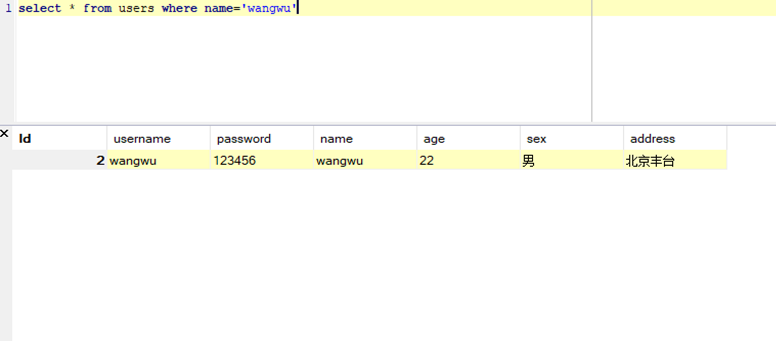 1 select * from users where name='wangwu'
Id username password name age sex address
2 wangwu 123456 wangwu 22 男 北京丰台